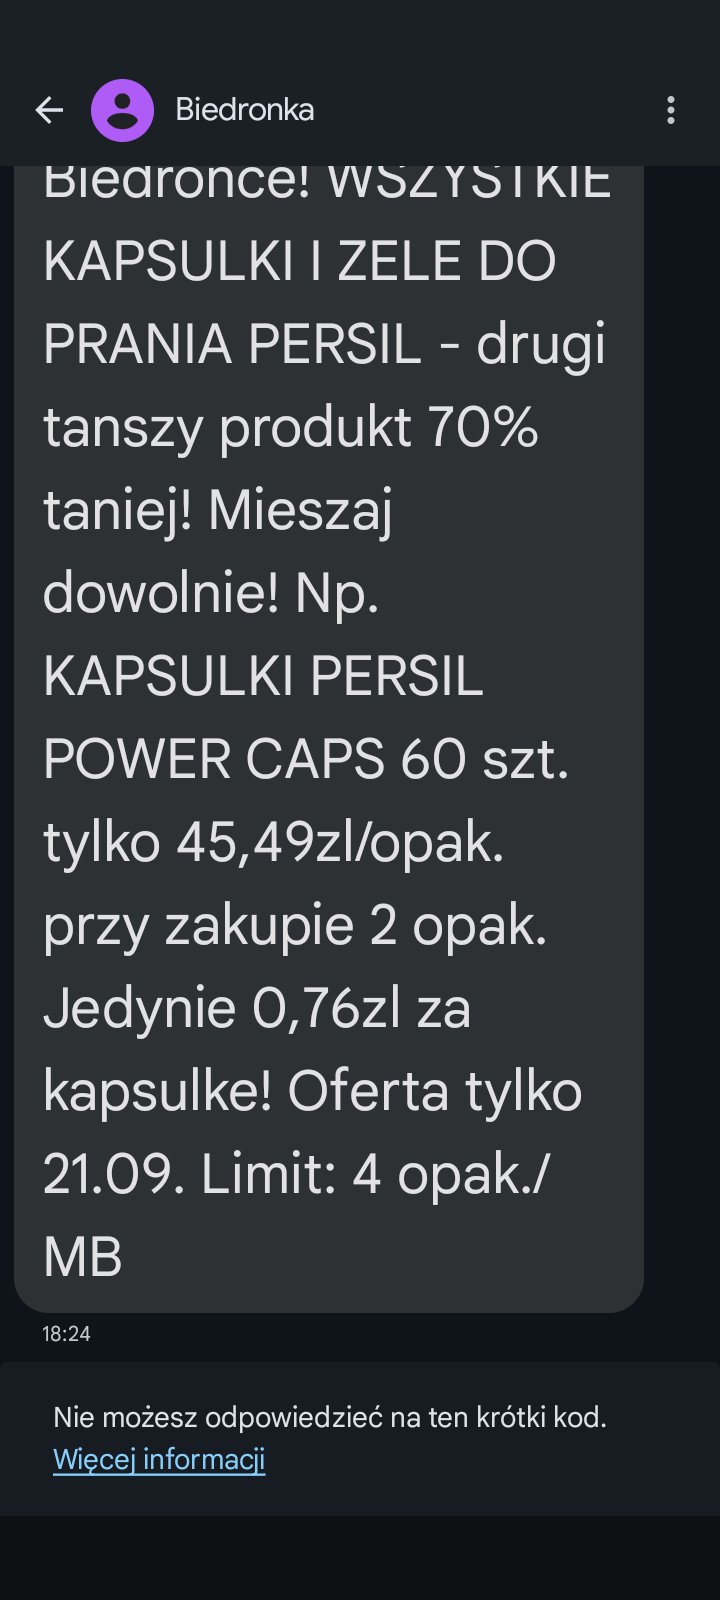 Biedronka
Biedronce! WSZYSTKIE
KAPSULKI I ZELE DO
PRANIA PERSIL - drugi
tanszy produkt 70%
taniej! Mieszaj
dowolnie! Np.
KAPSULKI PERSIL
POWER CAPS 60 szt.
tylko 45,49zl/opak.
przy zakupie 2 opak.
Jedynie 0,76zl za
kapsulke! Oferta tylko
21.09. Limit: 4 opak./
MB
18:24
Nie możesz odpowiedzieć na ten krótki kod.
Więcej informacji